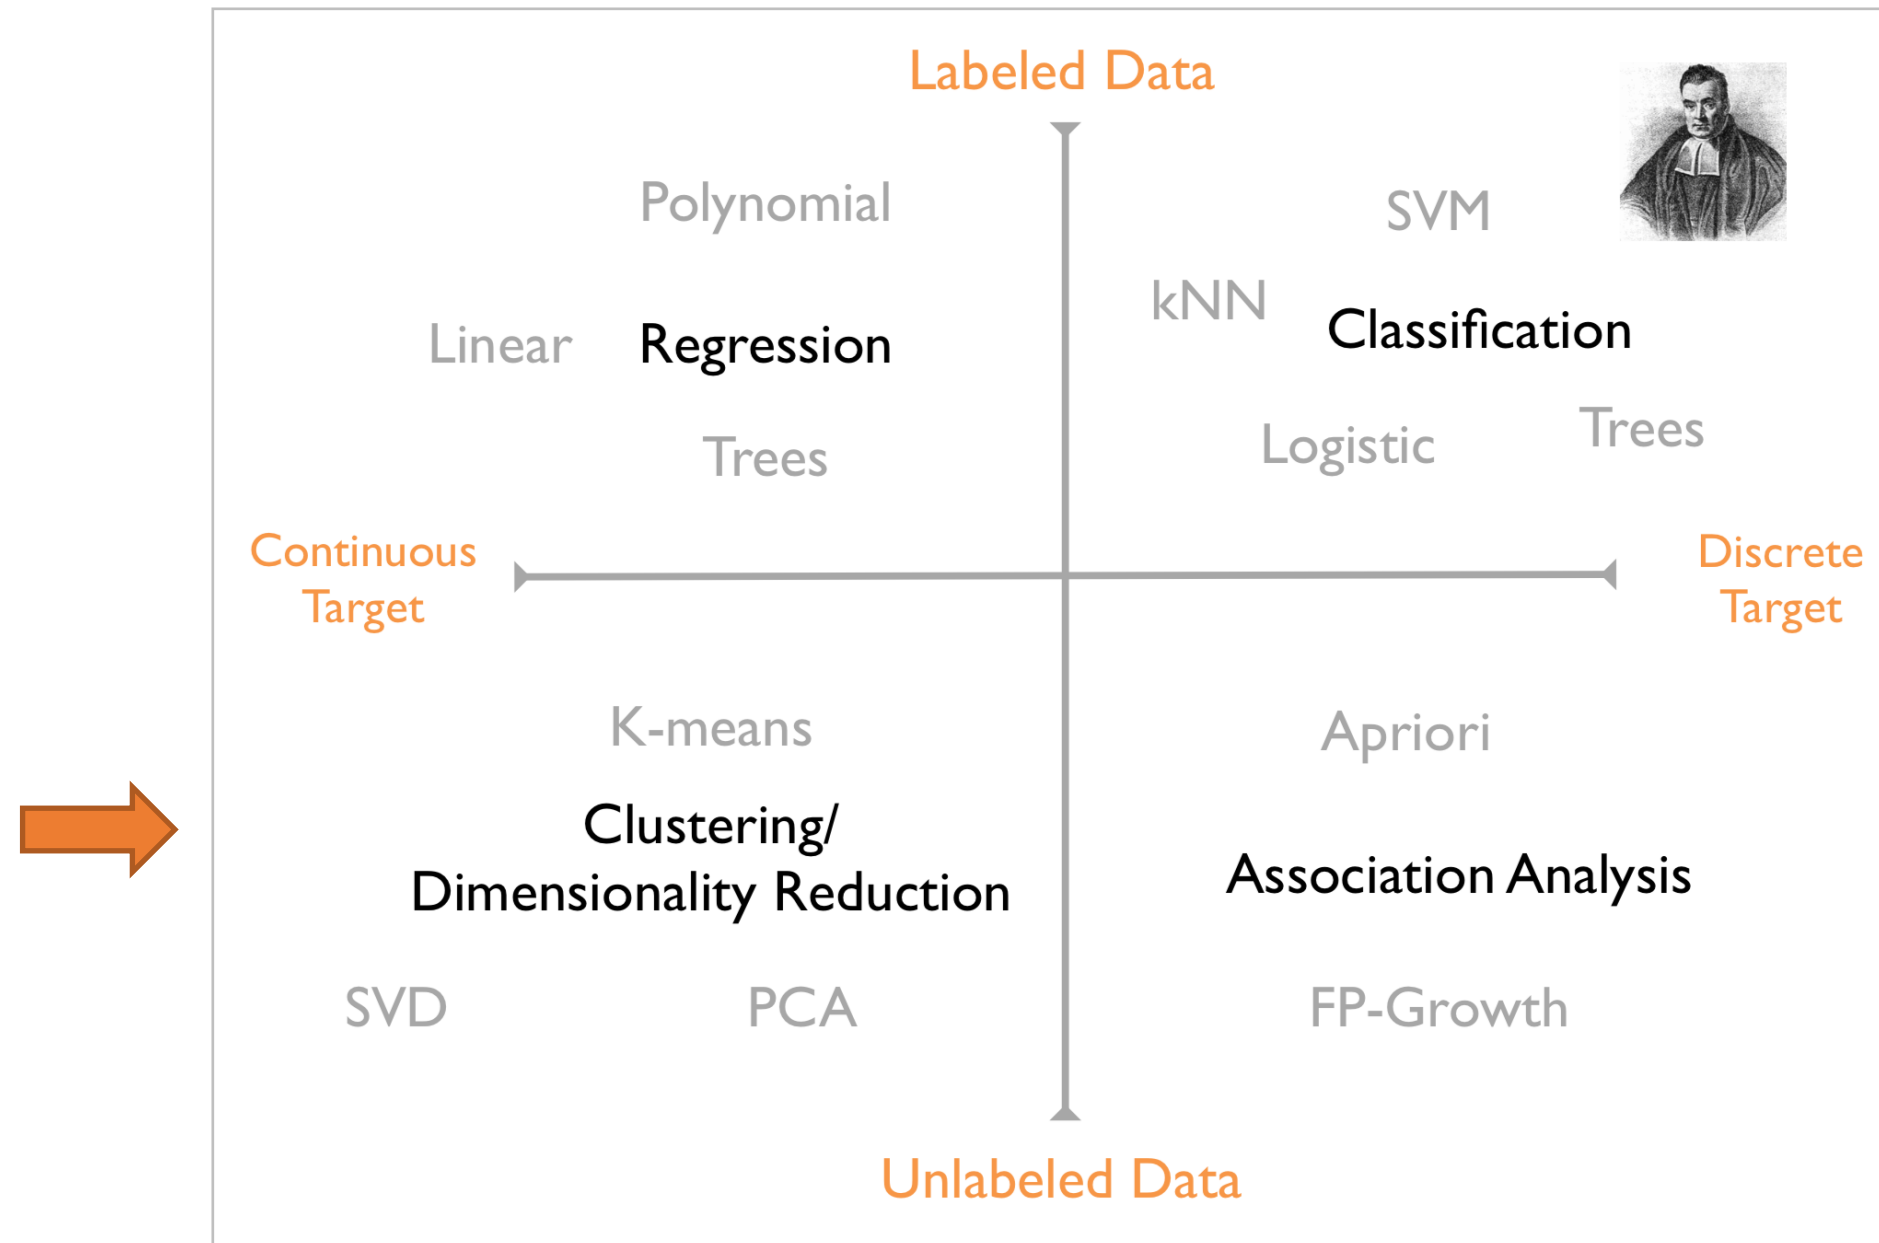 Labeled Data
Polynomial
SVM
kNN
Classification
Linear
Regression
Trees
Logistic
Trees
Continuous
Target
Discrete
Target
K-means
Apriori
Clustering/
Dimensionality Reduction
Association Analysis
SVD
PCA
FP-Growth
Unlabeled Data